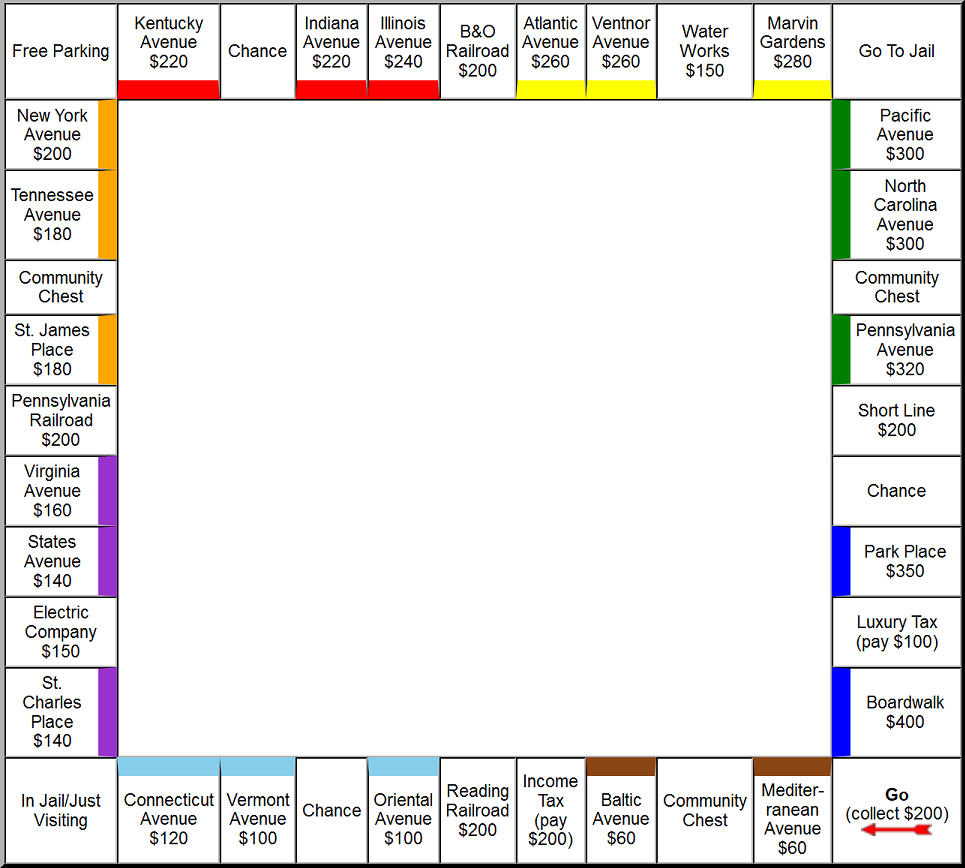 Free Parking
Kentucky
Avenue
$220
Chance
Indiana
Avenue
$220
Illinois
Avenue
$240
B&O
Railroad
$200
Atlantic
Avenue
$260
Ventnor
Avenue
$260
Water
Works
$150
Marvin
Gardens
$280
Go To Jail
New York
Avenue
$200
Pacific
Avenue
$300
Tennessee
Avenue
$180
North
Carolina
Avenue
$300
Community
Chest
Community
Chest
St. James
Place
$180
Pennsylvania
Avenue
$320
Pennsylvania
Railroad
$200
Short Line
$200
Virginia
Avenue
$160
Chance
States
Avenue
$140
Park Place
$350
Electric
Company
$150
Luxury Tax
(pay $100)
St.
Charles
Place
$140
Boardwalk
$400
In Jail/Just
Visiting
Connecticut
Avenue
$120
Vermont
Avenue
$100
Chance
Oriental
Avenue
$100
Reading
Railroad
$200
Income
Tax
(pay
$200)
Baltic
Avenue
$60
Community
Chest
Mediter-
ranean
Avenue
$60
Go
(collect $200)